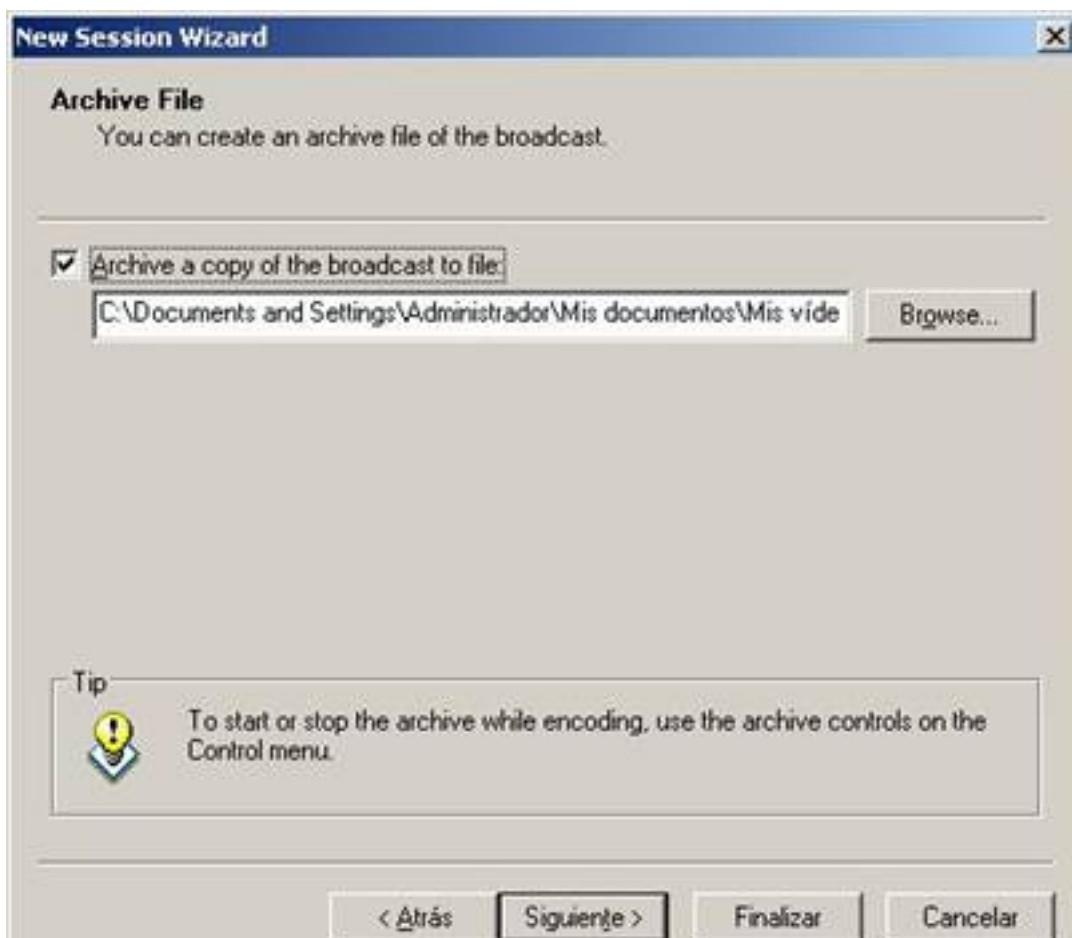 New Session Wizard
Archive File
You can create an archive file of the broadcast.
Archive a copy of the broadcast to file:
C:\Documents and Settings\Administrador\Mis documentos\Mis víde
Browse...
Tip
To start or stop the archive while encoding, use the archive controls on the
Control menu.
< Atrás
Siguiente >
Finalizar
Cancelar